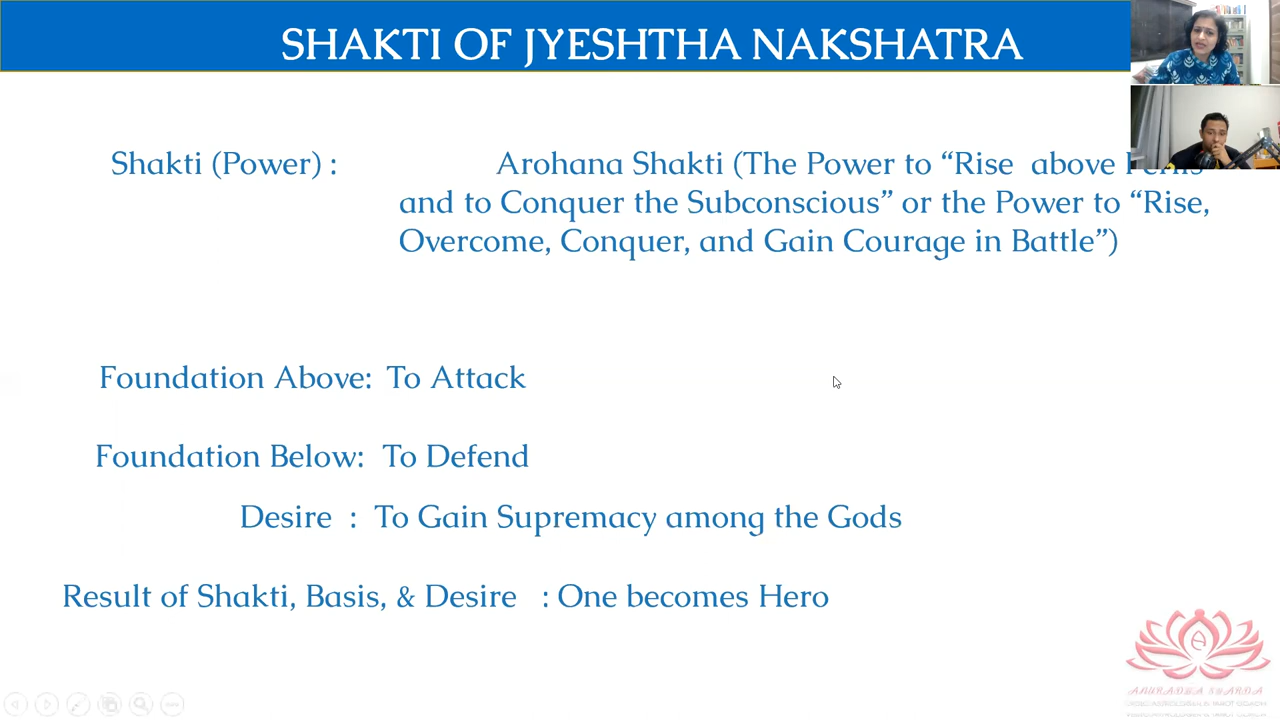 SHAKTI OF JYESHTHA NAKSHATRA
Shakti (Power) : Arohana Shakti (The Power to “Rise above
and to Conquer the Subconscious” or the Power to “Rise,
Overcome, Conquer, and Gain Courage in Battle”)
Foundation Above: To Attack
Foundation Below: To Defend
Desire : To Gain Supremacy among the Gods
Result of Shakti, Basis, & Desire : One becomes Hero
ANURADHA SHARDA